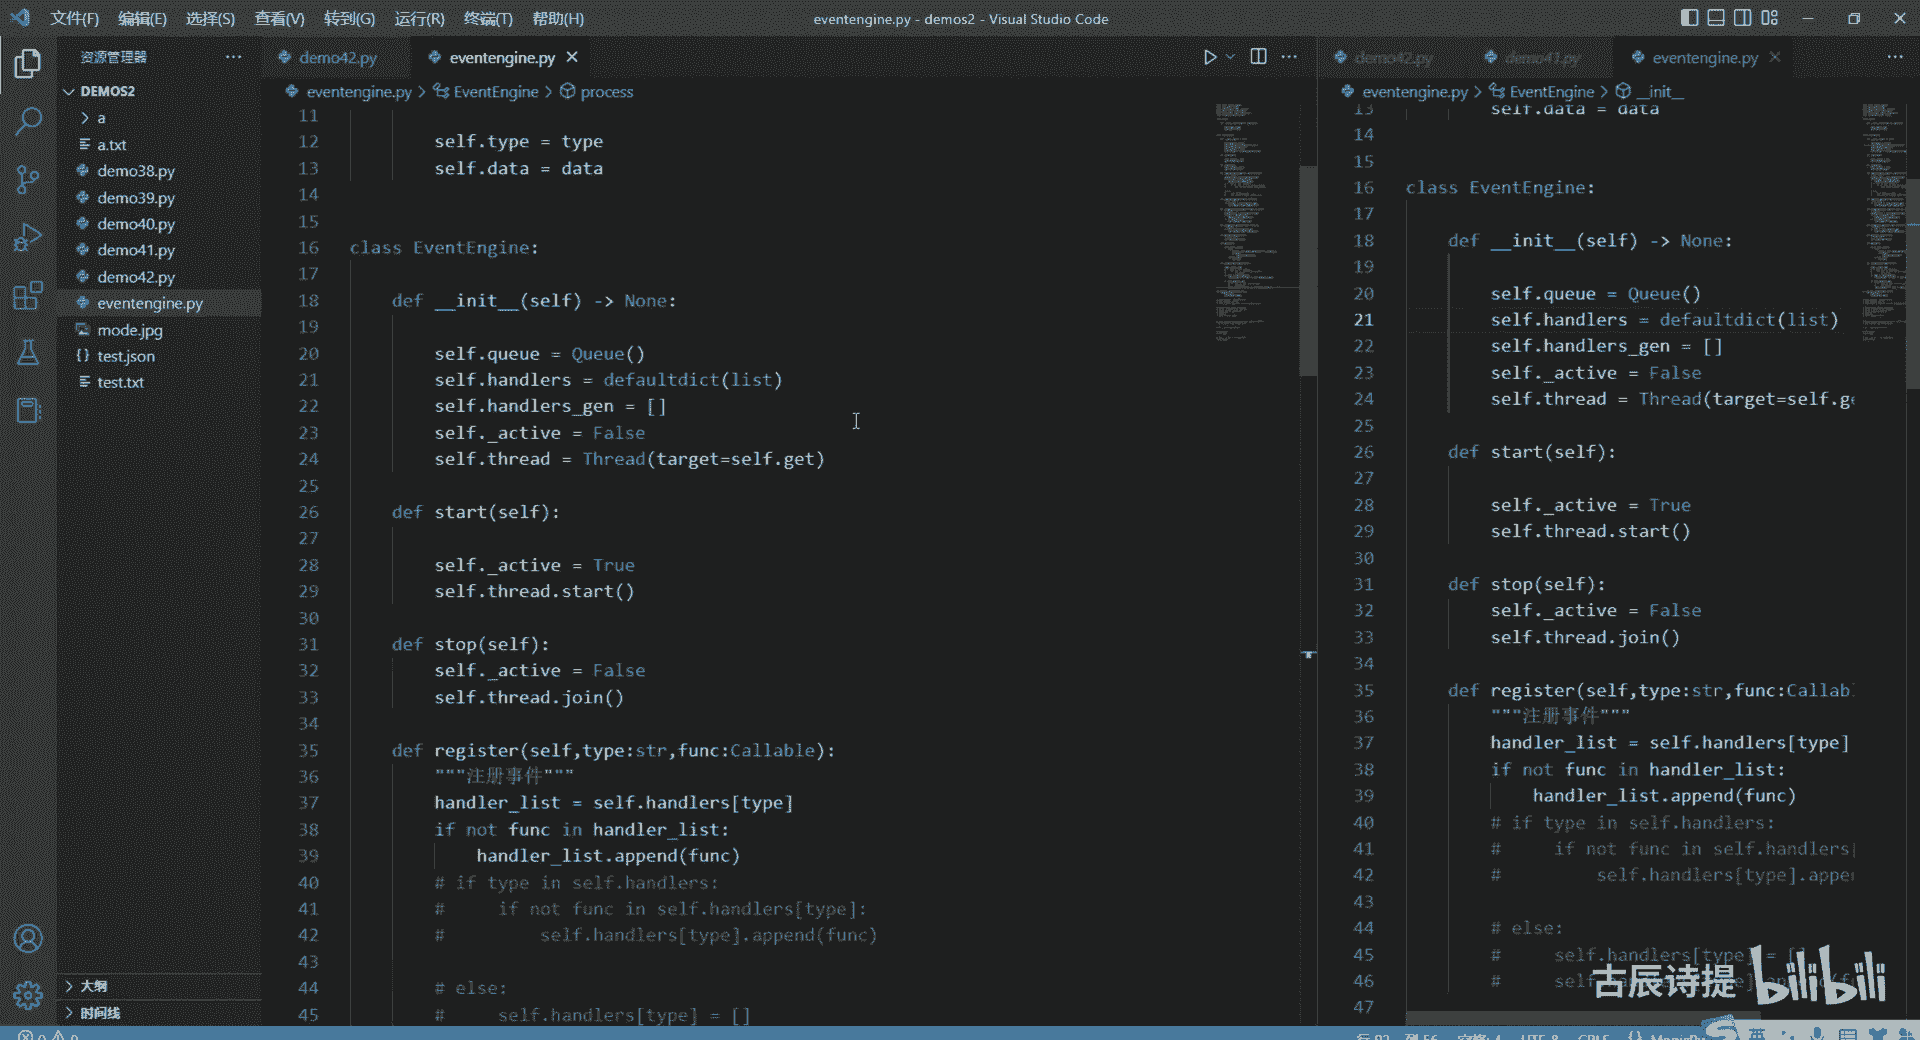 文件(F) 编辑(E) 选择(S) 查看(V) 转到(G) 运行(R) 终端(T) 帮助(H)
eventengine.py - demos2 - Visual Studio Code
资源管理器
DEMOS2
a
a.txt
demo38.py
demo39.py
demo40.py
demo41.py
demo42.py
eventengine.py
mode.jpg
{} test.json
test.txt
大纲
时间线
demo42.py
eventengine.py
eventengine.py > EventEngine > process
11
12 self.type = type
13 self.data = data
14
15
16 class EventEngine:
17
18 def __init__(self) -> None:
19
20 self.queue = Queue()
21 self.handlers = defaultdict(list)
22 self.handlers_gen = []
23 self._active = False
24 self.thread = Thread(target=self.get)
25
26 def start(self):
27
28 self._active = True
29 self.thread.start()
30
31 def stop(self):
32 self._active = False
33 self.thread.join()
34
35 def register(self,type:str,func:Callable):
36 """注册事件"""
37 handler_list = self.handlers[type]
38 if not func in handler_list:
39 handler_list.append(func)
40 # if type in self.handlers:
41 # if not func in self.handlers[type]:
42 # self.handlers[type].append(func)
43
44 # else:
45 # self.handlers[type] = []
demo42.py demo41.py eventengine.py
eventengine.py > EventEngine > __init__
13 self.data = data
14
15
16 class EventEngine:
17
18 def __init__(self) -> None:
19
20 self.queue = Queue()
21 self.handlers = defaultdict(list)
22 self.handlers_gen = []
23 self._active = False
24 self.thread = Thread(target=self.ge
25
26 def start(self):
27
28 self._active = True
29 self.thread.start()
30
31 def stop(self):
32 self._active = False
33 self.thread.join()
34
35 def register(self,type:str,func:Callab
36 """注册事件"""
37 handler_list = self.handlers[type]
38 if not func in handler_list:
39 handler_list.append(func)
40 # if type in self.handlers:
41 # if not func in self.handlers[
42 # self.handlers[type].appe
43
44 # else:
45 # self.handlers[type] = [
46 #
47
古辰诗提 bilibili